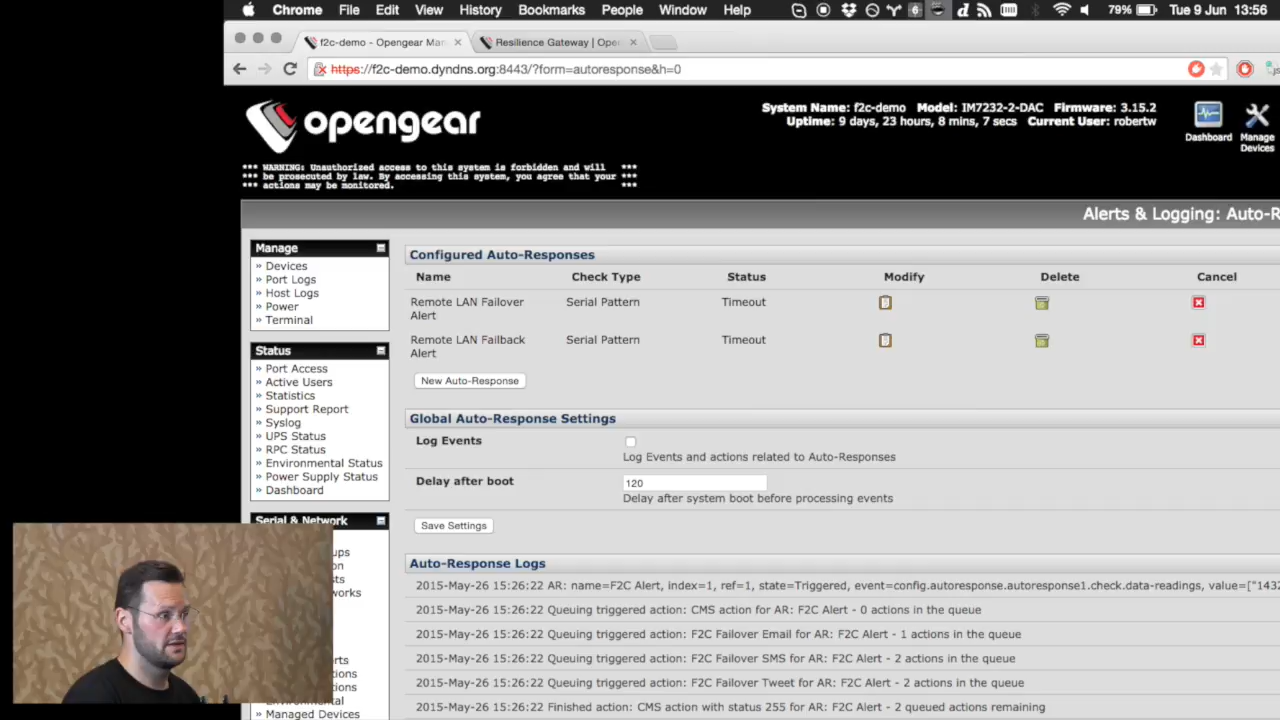 Chrome File Edit View History Bookmarks People Window Help 6 79% Tue 9 Jun 13:56
f2c-demo - Opengear Man
Resilience Gateway | Ope
https://f2c-demo.dyndns.org:8443/?form=autoresponse&h=0
opengear
System Name: f2c-demo Model: IM7232-2-DAC Firmware: 3.15.2
Uptime: 9 days, 23 hours, 8 mins, 7 secs Current User: robertw
Dashboard
Manage
Devices
*** WARNING: Unauthorized access to this system is forbidden and will ***
*** be prosecuted by law. By accessing this system, you agree that your ***
*** actions may be monitored. ***
Alerts & Logging: Auto-R
Manage
» Devices
» Port Logs
» Host Logs
» Power
» Terminal
Status
» Port Access
» Active Users
» Statistics
» Support Report
» Syslog
» UPS Status
» RPC Status
» Environmental Status
» Power Supply Status
» Dashboard
Serial & Network
ups
on
sts
works
rts
ctions
ctions
Environmental
» Managed Devices
Configured Auto-Responses
Name Check Type Status Modify Delete Cancel
Remote LAN Failover Serial Pattern Timeout
Alert
Remote LAN Failback Serial Pattern Timeout
Alert
New Auto-Response
Global Auto-Response Settings
Log Events
Log Events and actions related to Auto-Responses
Delay after boot 120
Delay after system boot before processing events
Save Settings
Auto-Response Logs
2015-May-26 15:26:22 AR: name=F2C Alert, index=1, ref=1, state=Triggered, event=config.autoresponse.autoresponse1.check.data-readings, value=["1432
2015-May-26 15:26:22 Queuing triggered action: CMS action for AR: F2C Alert - 0 actions in the queue
2015-May-26 15:26:22 Queuing triggered action: F2C Failover Email for AR: F2C Alert - 1 actions in the queue
2015-May-26 15:26:22 Queuing triggered action: F2C Failover SMS for AR: F2C Alert - 2 actions in the queue
2015-May-26 15:26:22 Queuing triggered action: F2C Failover Tweet for AR: F2C Alert - 2 actions in the queue
2015-May-26 15:26:22 Finished action: CMS action with status 255 for AR: F2C Alert - 2 queued actions remaining